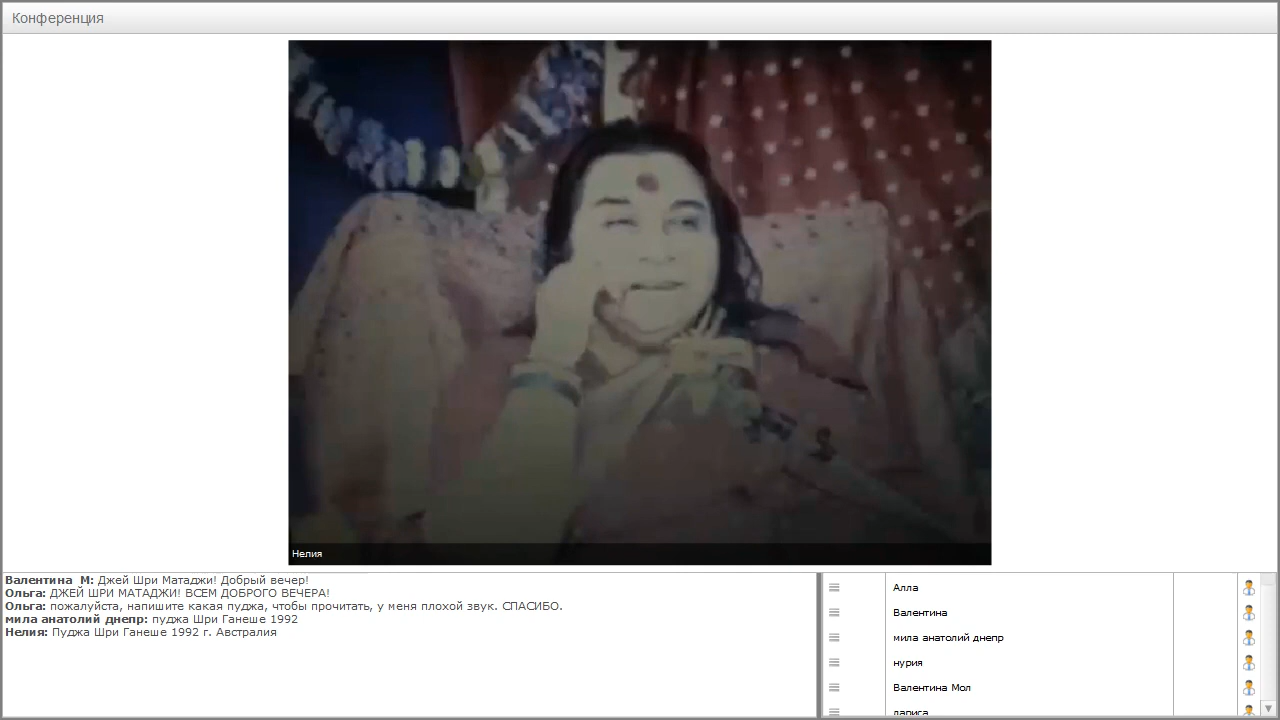 Конференция
Нелия
Валентина М: Джей Шри Матаджи! Добрый вечер!
Ольга: ДЖЕЙ ШРИ МАТАДЖИ! ВСЕМ ДОБРОГО ВЕЧЕРА!
Ольга: пожалуйста, напишите какая пуджа, чтобы прочитать, у меня плохой звук. СПАСИБО.
мила анатолий днепр: пуджа Шри Ганеше 1992
Нелия: Пуджа Шри Ганеше 1992 г. Австралия
Алла
Валентина
мила анатолий днепр
нурия
Валентина Мол
лариса